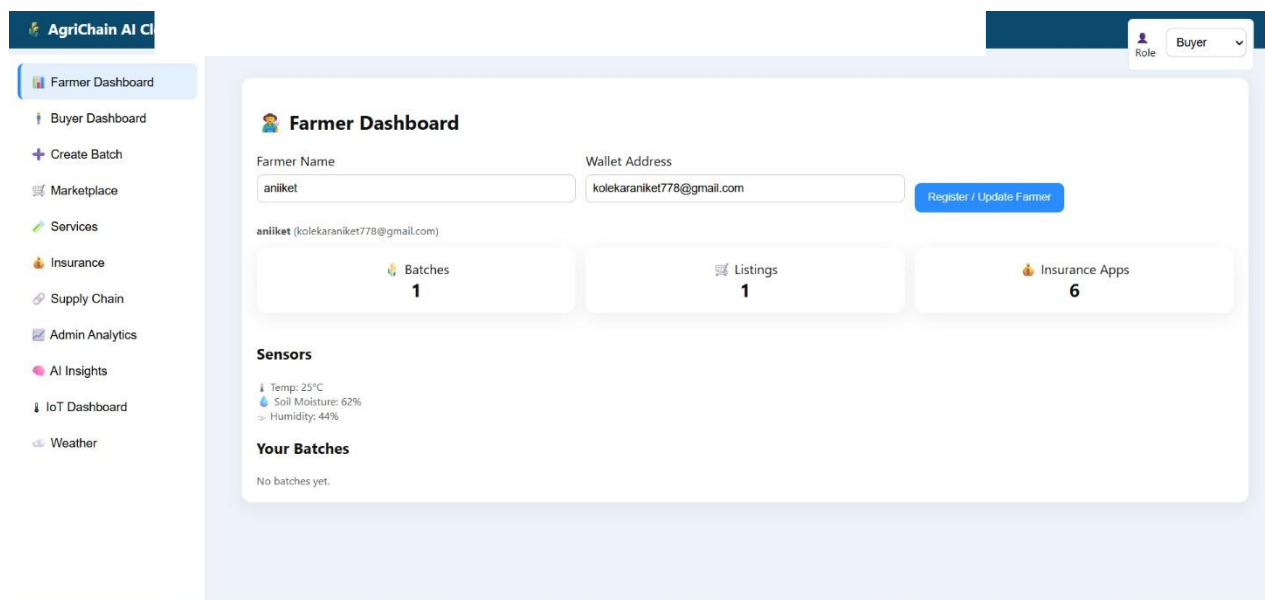 AgriChain AI Cl
Role
Buyer
Farmer Dashboard
Buyer Dashboard
Create Batch
Marketplace
Services
Insurance
Supply Chain
Admin Analytics
AI Insights
IoT Dashboard
Weather
Farmer Dashboard
Farmer Name
Wallet Address
aniiket
kolekaraniket778@gmail.com
Register / Update Farmer
aniiket (kolekaraniket778@gmail.com)
Batches
1
Listings
1
Insurance Apps
6
Sensors
Temp: 25°C
Soil Moisture: 62%
Humidity: 44%
Your Batches
No batches yet.